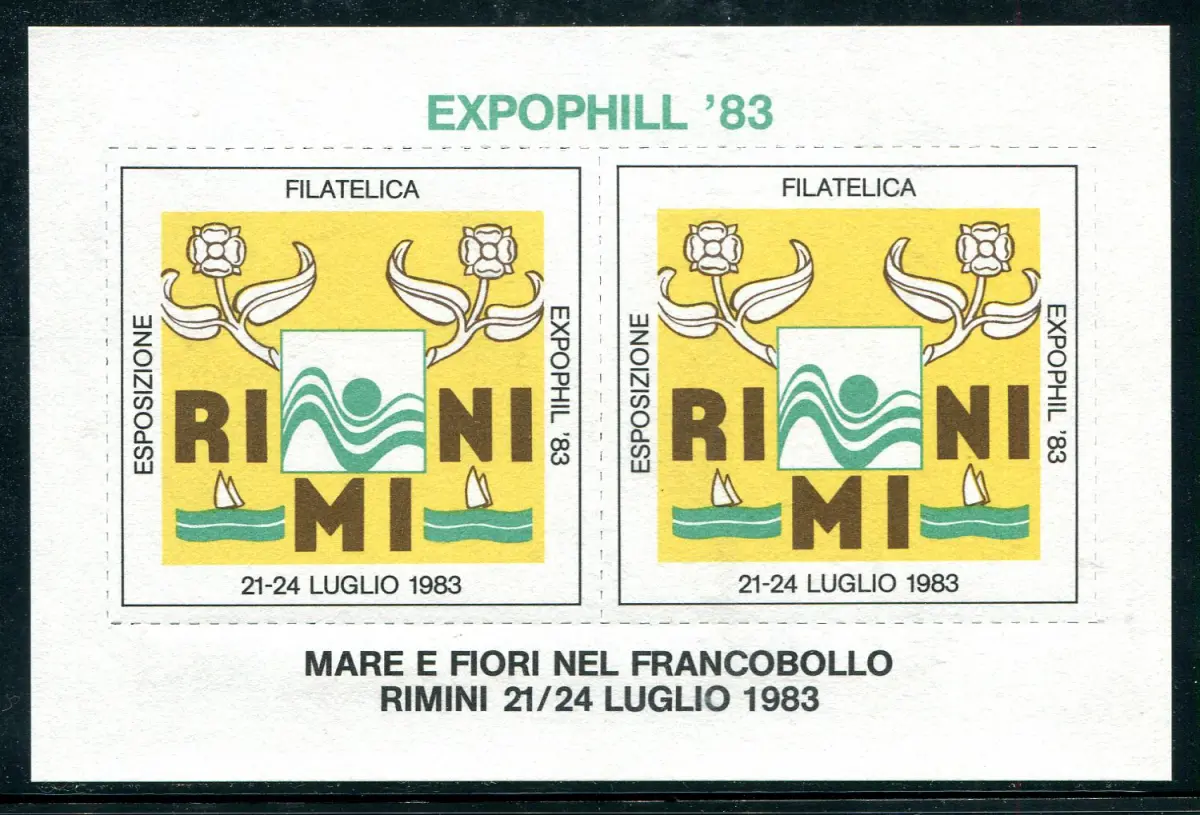 EXPOPHILL '83
FILATELICA
ESPOSIZIONE
EXPOPHIL '83
RI
NI
MI
21-24 LUGLIO 1983
FILATELICA
ESPOSIZIONE
EXPOPHIL '83
RI
NI
MI
21-24 LUGLIO 1983
MARE E FIORI NEL FRANCOBOLLO
RIMINI 21/24 LUGLIO 1983